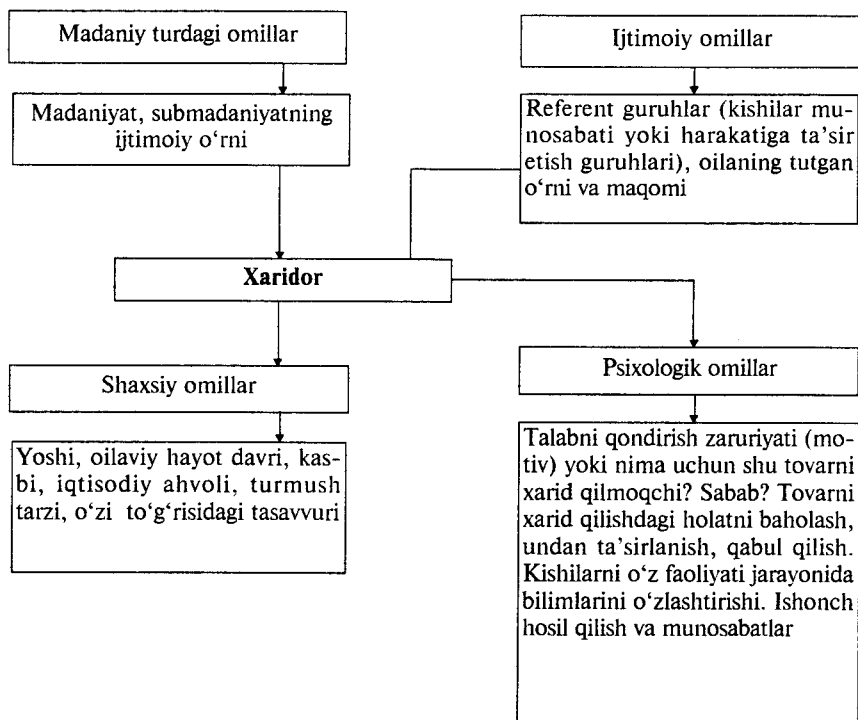 Madaniy turdagi omillar
Ijtimoiy omillar
Madaniyat, submadaniyatning
ijtimoiy o‘rni
Referent guruhlar (kishilar mu-
nosabati yoki harakatiga ta'sir
etish guruhlari), oilaning tutgan
o‘rni va maqomi
Xaridor
Shaxsiy omillar
Psixologik omillar
Yoshi, oilaviy hayot davri, kas-
bi, iqtisodiy ahvoli, turmush
tarzi, o‘zi to‘g‘risidagi tasavvuri
Talabni qondirish zaruriyati (mo-
tiv) yoki nima uchun shu tovarni
xarid qilmoqchi? Sabab? Tovarni
xarid qilishdagi holatni baholash,
undan ta'sirlanish, qabul qilish.
Kishilarni o‘z faoliyati jarayonida
bilimlarini o‘zlashtirishi. Ishonch
hosil qilish va munosabatlar